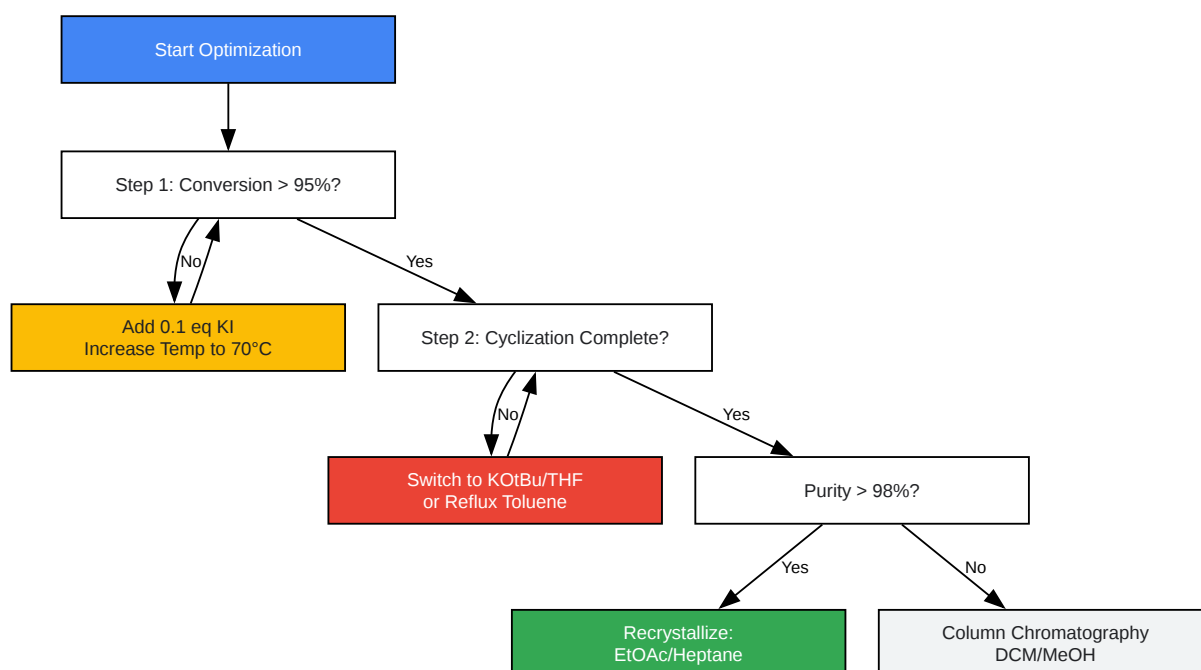 Start Optimization
Step 1: Conversion > 95%?
No
Yes
Add 0.1 eq KI
Increase Temp to 70°C
Step 2: Cyclization Complete?
No
Yes
Switch to KOtBu/THF
or Reflux Toluene
Purity > 98%?
Yes
No
Recrystallize:
EtOAc/Heptane
Column Chromatography
DCM/MeOH